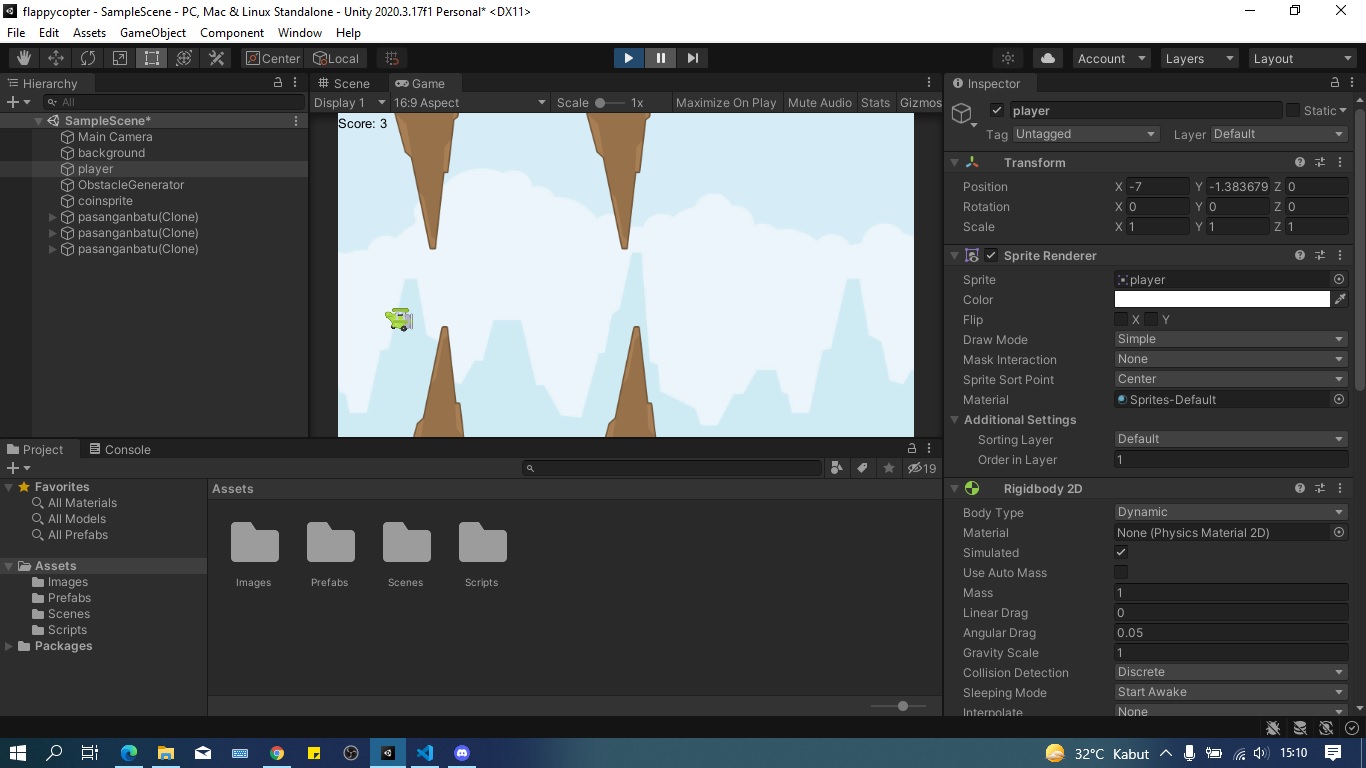 flappycopter - SampleScene - PC, Mac & Linux Standalone - Unity 2020.3.17f1 Personal* <DX11>
File Edit Assets GameObject Component Window Help
Center Local Account Layers Layout
Hierarchy
All
SampleScene*
Main Camera
background
player
ObstacleGenerator
coinsprite
pasanganbatu(Clone)
pasanganbatu(Clone)
pasanganbatu(Clone)
Scene Game
Display 1 16:9 Aspect Scale 1x Maximize On Play Mute Audio Stats Gizmos
Score: 3
Inspector
player Static
Tag Untagged Layer Default
Transform
Position X -7 Y -1.383679 Z 0
Rotation X 0 Y 0 Z 0
Scale X 1 Y 1 Z 1
Sprite Renderer
Sprite player
Color
Flip X Y
Draw Mode Simple
Mask Interaction None
Sprite Sort Point Center
Material Sprites-Default
Additional Settings
Sorting Layer Default
Order in Layer 1
Rigidbody 2D
Body Type Dynamic
Material None (Physics Material 2D)
Simulated
Use Auto Mass
Mass 1
Linear Drag 0
Angular Drag 0.05
Gravity Scale 1
Collision Detection Discrete
Sleeping Mode Start Awake
Interpolate None
Project Console
19
Favorites
All Materials
All Models
All Prefabs
Assets
Images
Prefabs
Scenes
Scripts
Packages
Assets
Images Prefabs Scenes Scripts
32°C Kabut 15:10